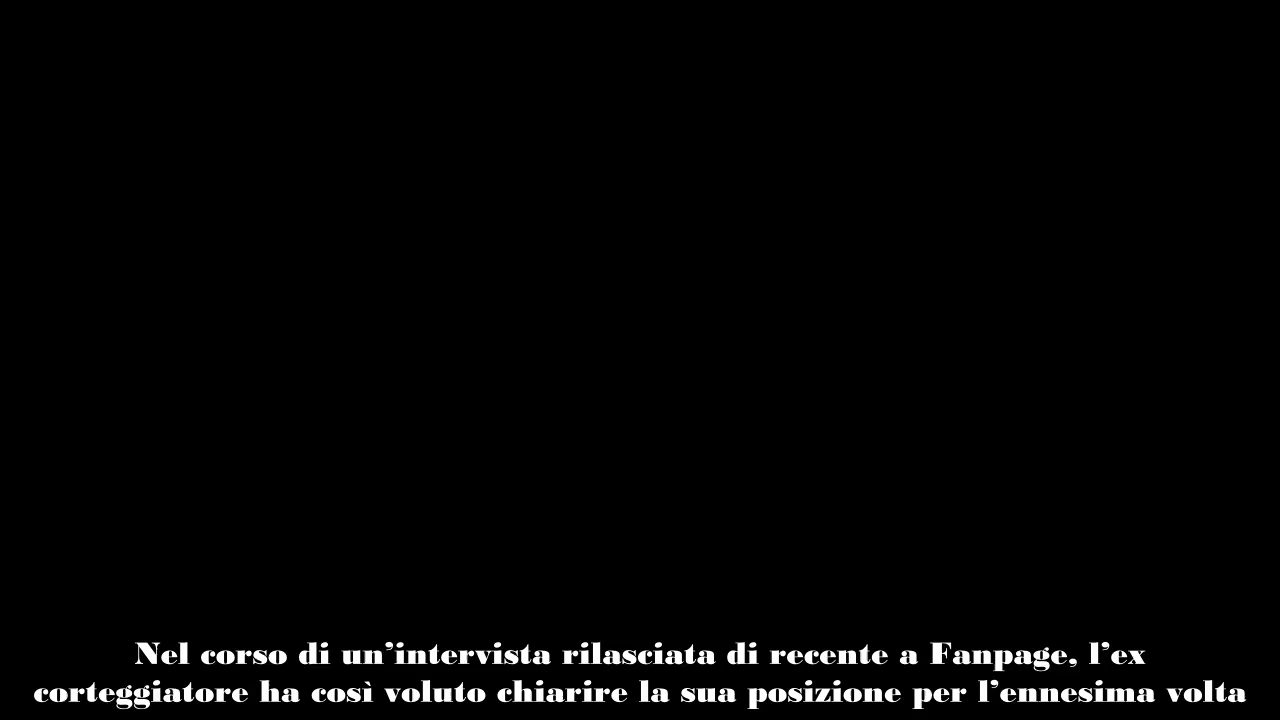 Nel corso di un’intervista rilasciata di recente a Fanpage, l’ex
corteggiatore ha così voluto chiarire la sua posizione per l’ennesima volta